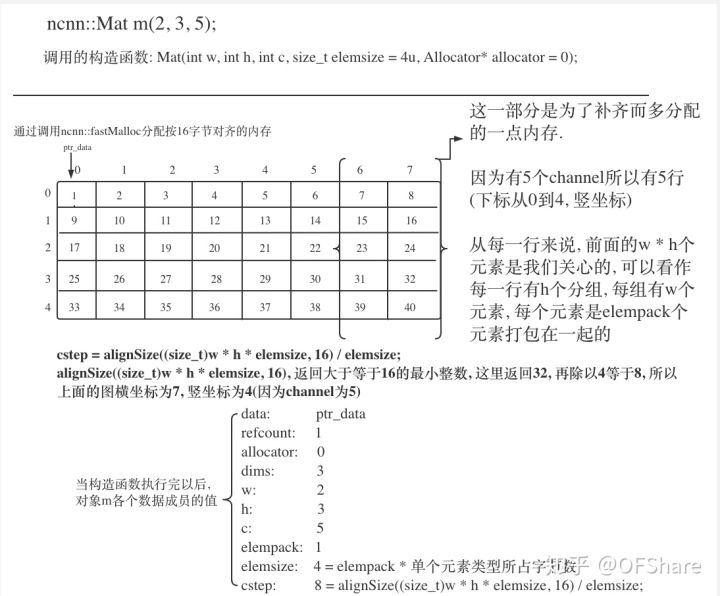 ncnn::Mat m(2, 3, 5);
调用的构造函数: Mat(int w, int h, int c, size_t elemsize = 4u, Allocator* allocator = 0);
这一部分是为了补齐而多分配
的一点内存.
通过调用ncnn::fastMalloc分配按16字节对齐的内存
ptr_data
因为有5个channel所以有5行
(下标从0到4, 竖坐标)
从每一行来说, 前面的w * h个
元素是我们关心的, 可以看作
每一行有h个分组, 每组有w个
元素, 每个元素是elempack个
元素打包在一起的
0 1 2 3 4 5 6 7
0 1 2 3 4 5 6 7 8
1 9 10 11 12 13 14 15 16
2 17 18 19 20 21 22 23 24
3 25 26 27 28 29 30 31 32
4 33 34 35 36 37 38 39 40
cstep = alignSize((size_t)w * h * elemsize, 16) / elemsize;
alignSize((size_t)w * h * elemsize, 16), 返回大于等于16的最小整数, 这里返回32, 再除以4等于8, 所以
上面的图横坐标为7, 竖坐标为4(因为channel为5)
当构造函数执行完以后,
对象m各个数据成员的值
data: ptr_data
refcount: 1
allocator: 0
dims: 3
w: 2
h: 3
c: 5
elempack: 1
elemsize: 4 = elempack * 单个元素类型所占字节数
cstep: 8 = alignSize((size_t)w * h * elemsize, 16) / elemsize;
知乎 @OFShare